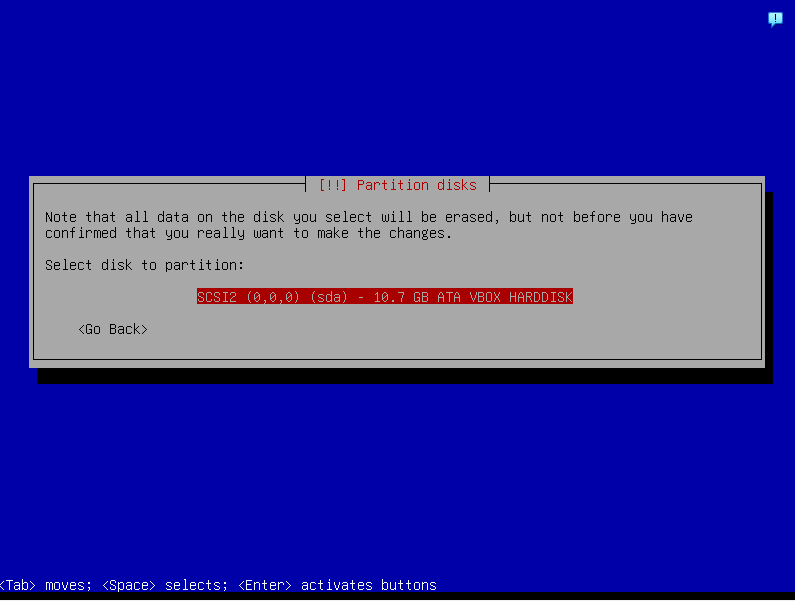 [!!] Partition disks
Note that all data on the disk you select will be erased, but not before you have
confirmed that you really want to make the changes.
Select disk to partition:
SCSI2 (0,0,0) (sda) - 10.7 GB ATA VBOX HARDDISK
<Go Back>
<Tab> moves; <Space> selects; <Enter> activates buttons